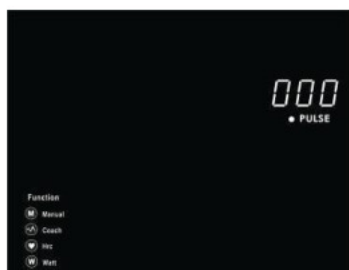 000
● PULSE
Function
M Manual
Coach
Hrc
W Watt